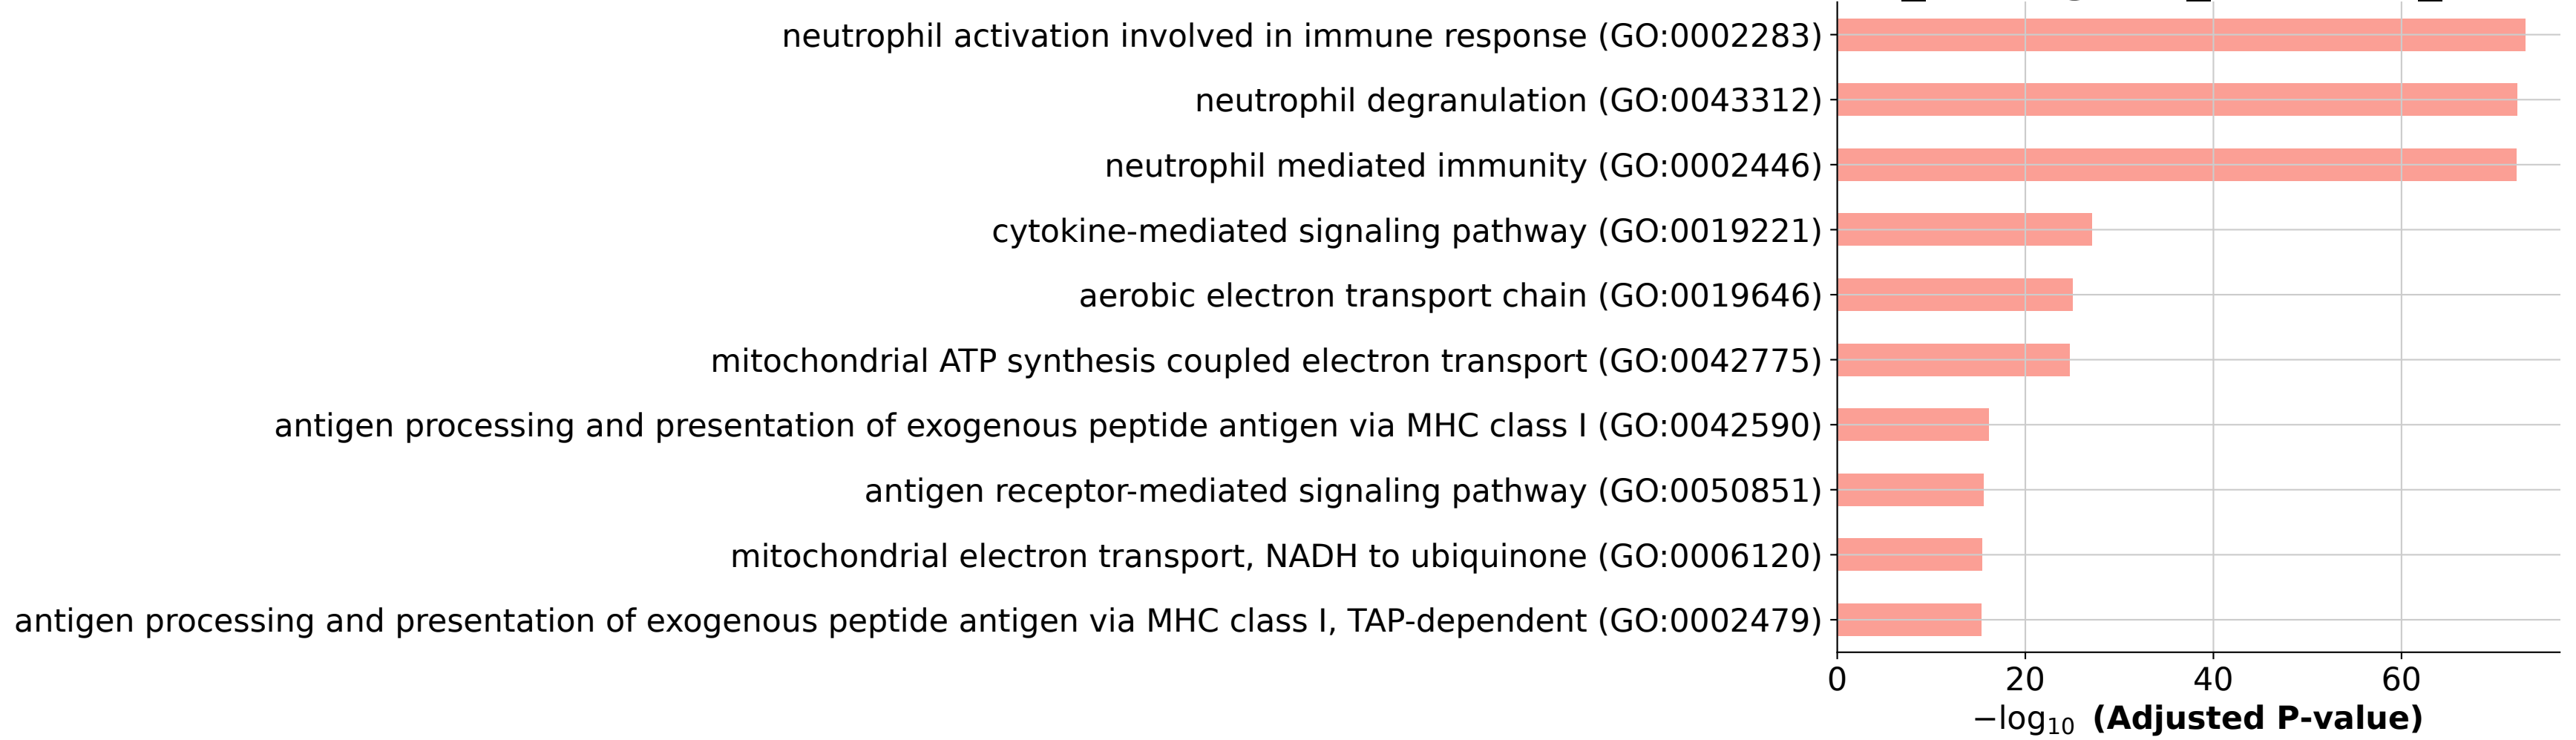 neutrophil activation involved in immune response (GO:0002283)
neutrophil degranulation (GO:0043312)
neutrophil mediated immunity (GO:0002446)
cytokine-mediated signaling pathway (GO:0019221)
aerobic electron transport chain (GO:0019646)
mitochondrial ATP synthesis coupled electron transport (GO:0042775)
antigen processing and presentation of exogenous peptide antigen via MHC class I (GO:0042590)
antigen receptor-mediated signaling pathway (GO:0050851)
mitochondrial electron transport, NADH to ubiquinone (GO:0006120)
antigen processing and presentation of exogenous peptide antigen via MHC class I, TAP-dependent (GO:0002479)
0 20 40 60
−log₁₀ (Adjusted P-value)